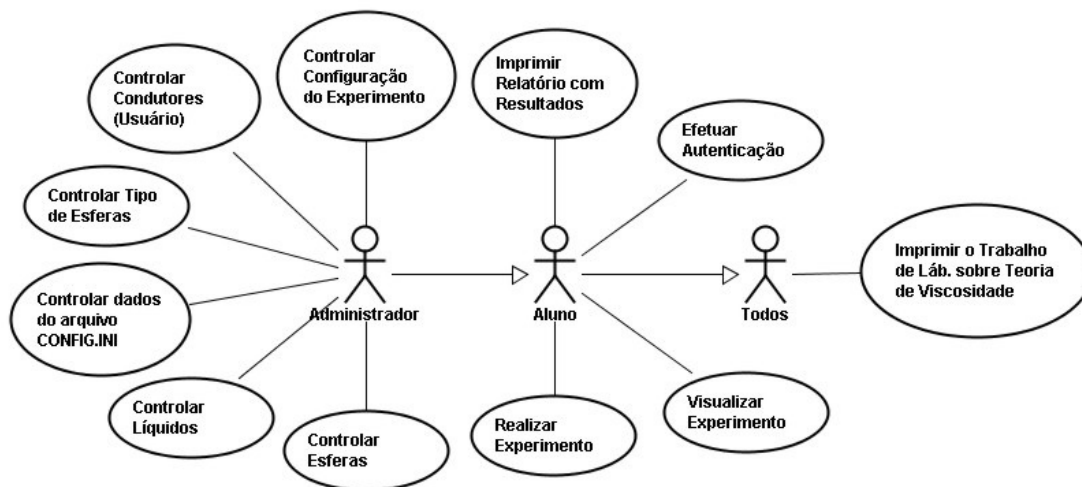 Controlar
Condutores
(Usuário)
Controlar
Configuração
do Experimento
Imprimir
Relatório com
Resultados
Efetuar
Autenticação
Controlar Tipo
de Esferas
Imprimir o Trabalho
de Láb. sobre Teoria
de Viscosidade
Controlar dados
do arquivo
CONFIG.INI
Administrador
Aluno
Todos
Controlar
Líquidos
Controlar
Esferas
Realizar
Experimento
Visualizar
Experimento